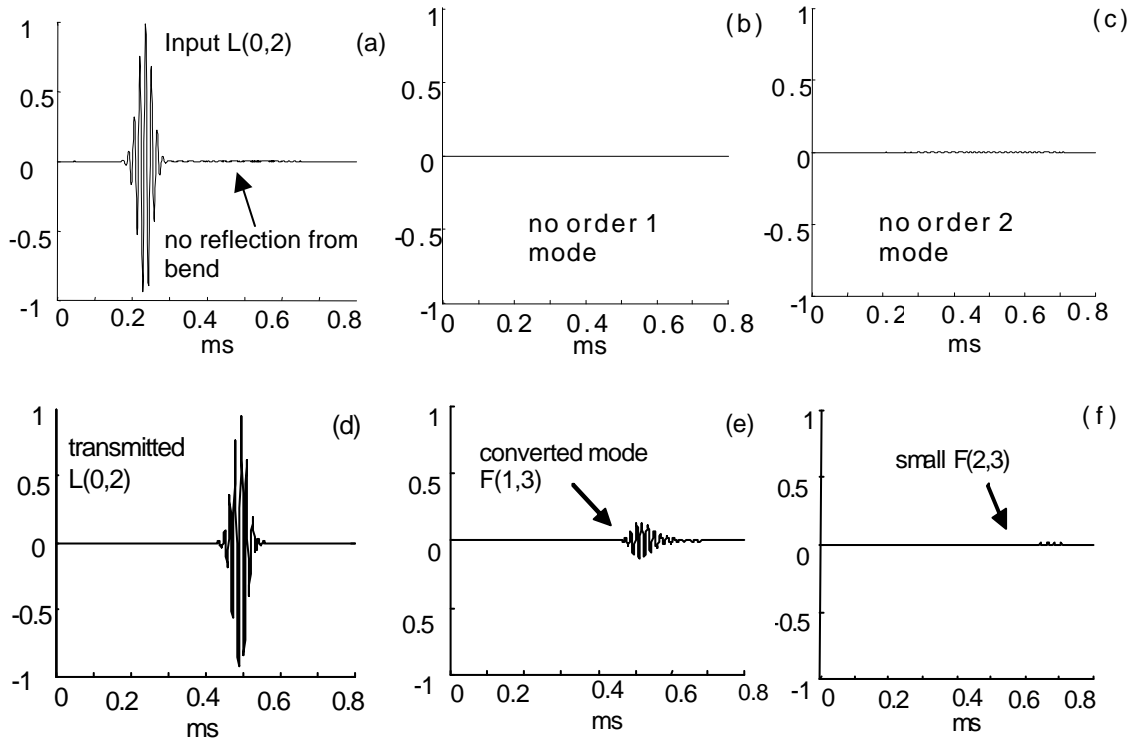 1
0.5
0
-0.5
-1
0
0.2
0.4
0.6
0.8
ms
Input L(0,2)
(a)
no reflection from
bend
1
0.5
0
-0.5
-1
0
0.2
0.4
0.6
0.8
ms
(b)
no order 1
mode
1
0.5
0
-0.5
-1
0
0.2
0.4
0.6
0.8
ms
(c)
no order 2
mode
1
0.5
0
-0.5
-1
0
0.2
0.4
0.6
0.8
ms
transmitted
L(0,2)
(d)
1
0.5
0
0.5
-1
0
0.2
0.4
0.6
0.8
ms
converted mode
F(1,3)
(e)
1
0.5
0
-0.5
-1
0
0.2
0.4
0.6
0.8
ms
small F(2,3)
(f)